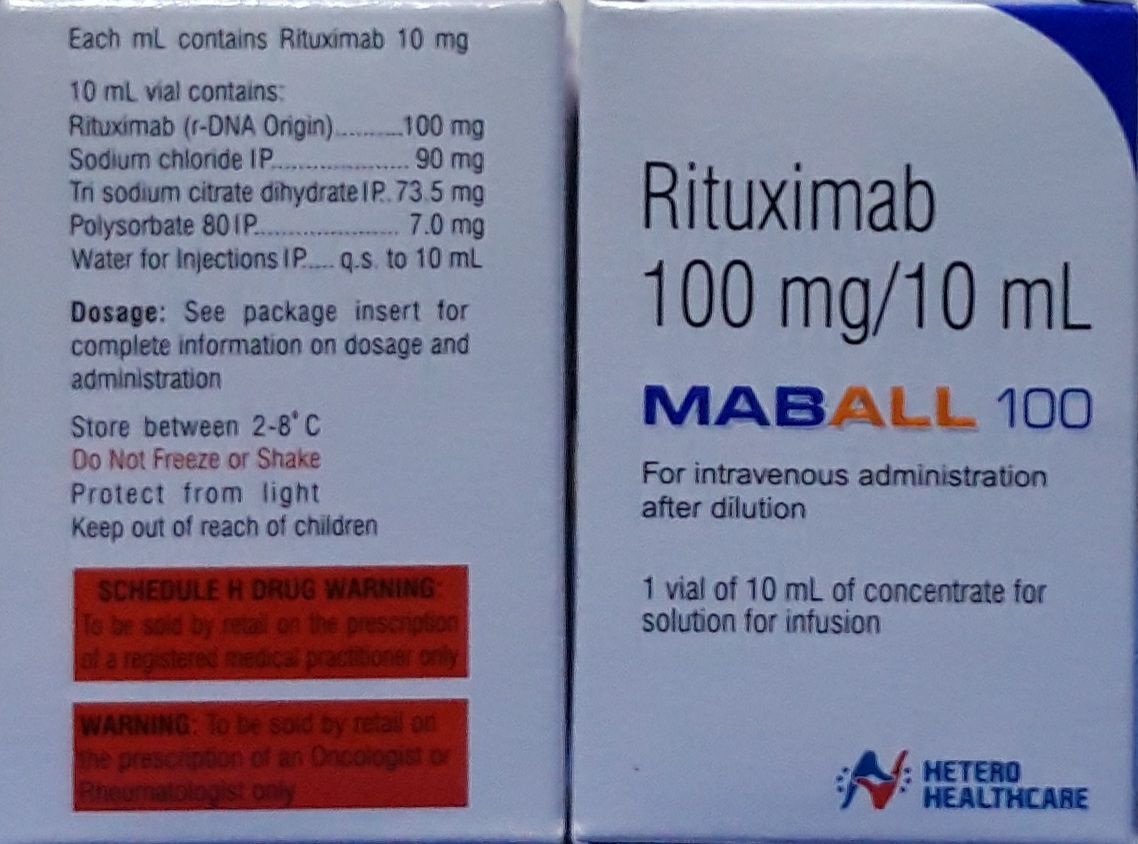 Each mL contains Rituximab 10 mg
10 mL vial contains:
Rituximab (r-DNA Origin)...........100 mg
Sodium chloride IP..................... 90 mg
Tri sodium citrate dihydrate IP.. 73.5 mg
Polysorbate 80 IP....................... 7.0 mg
Water for Injections IP..... q.s. to 10 mL
Dosage: See package insert for
complete information on dosage and
administration
Store between 2-8° C
Do Not Freeze or Shake
Protect from light
Keep out of reach of children
SCHEDULE H DRUG WARNING:
To be sold by retail on the prescription
of a registered medical practitioner only
WARNING: To be sold by retail on
the prescription of an Oncologist or
Rheumatologist only
Rituximab
100 mg/10 mL
MABALL 100
For intravenous administration
after dilution
1 vial of 10 mL of concentrate for
solution for infusion
HETERO
HEALTHCARE